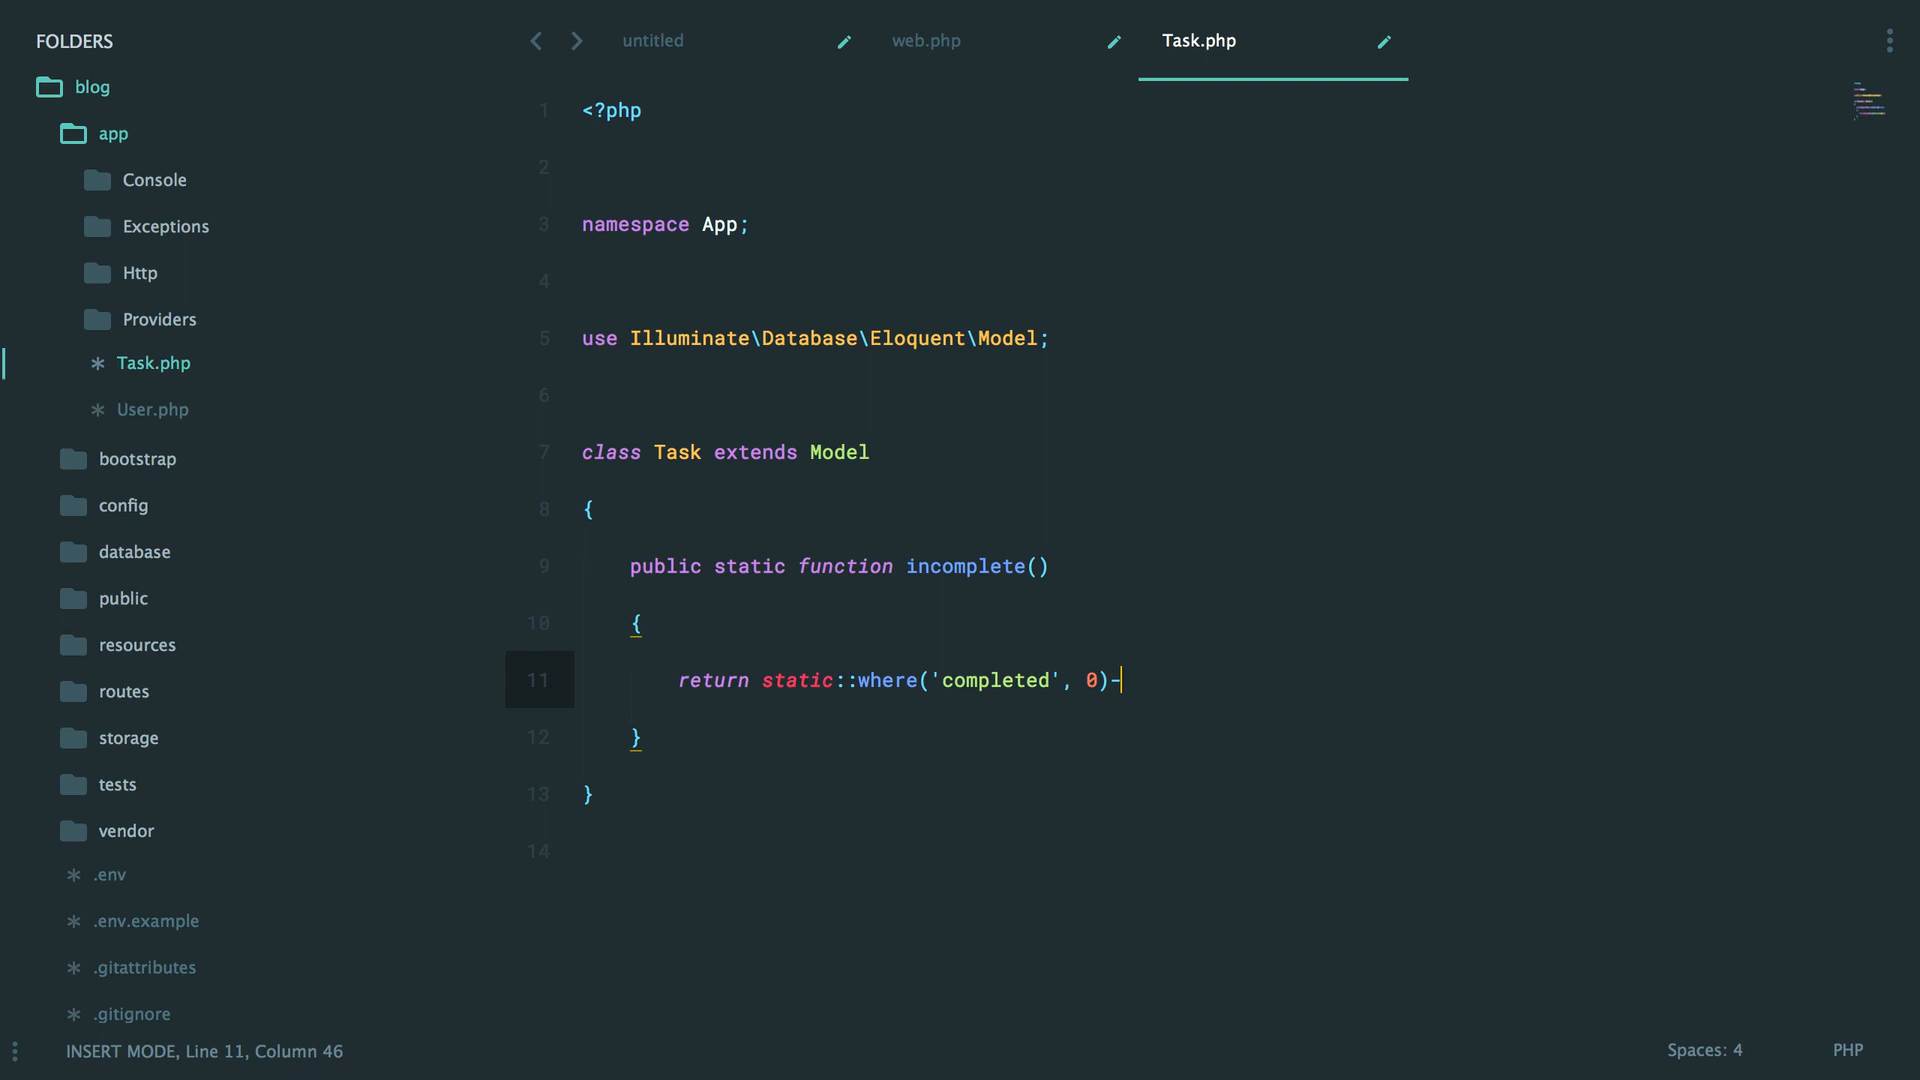 FOLDERS
blog
app
Console
Exceptions
Http
Providers
Task.php
User.php
bootstrap
config
database
public
resources
routes
storage
tests
vendor
.env
.env.example
.gitattributes
.gitignore
untitled
web.php
Task.php
1 <?php
2
3 namespace App;
4
5 use Illuminate\Database\Eloquent\Model;
6
7 class Task extends Model
8 {
9 public static function incomplete()
10 {
11 return static::where('completed', 0)-
12 }
13 }
14
INSERT MODE, Line 11, Column 46
Spaces: 4
PHP